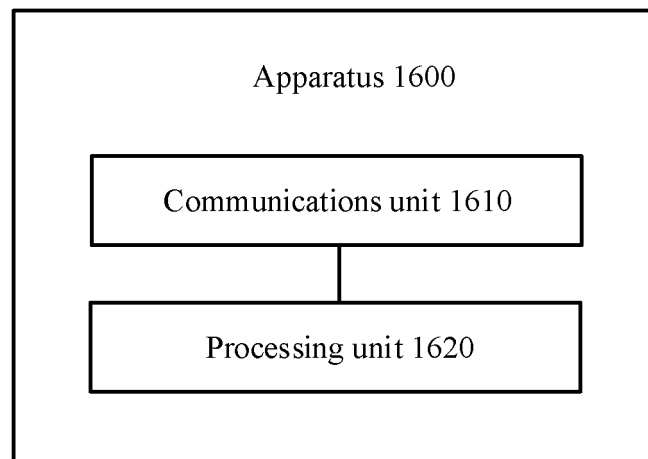 Apparatus 1600
Communications unit 1610
Processing unit 1620